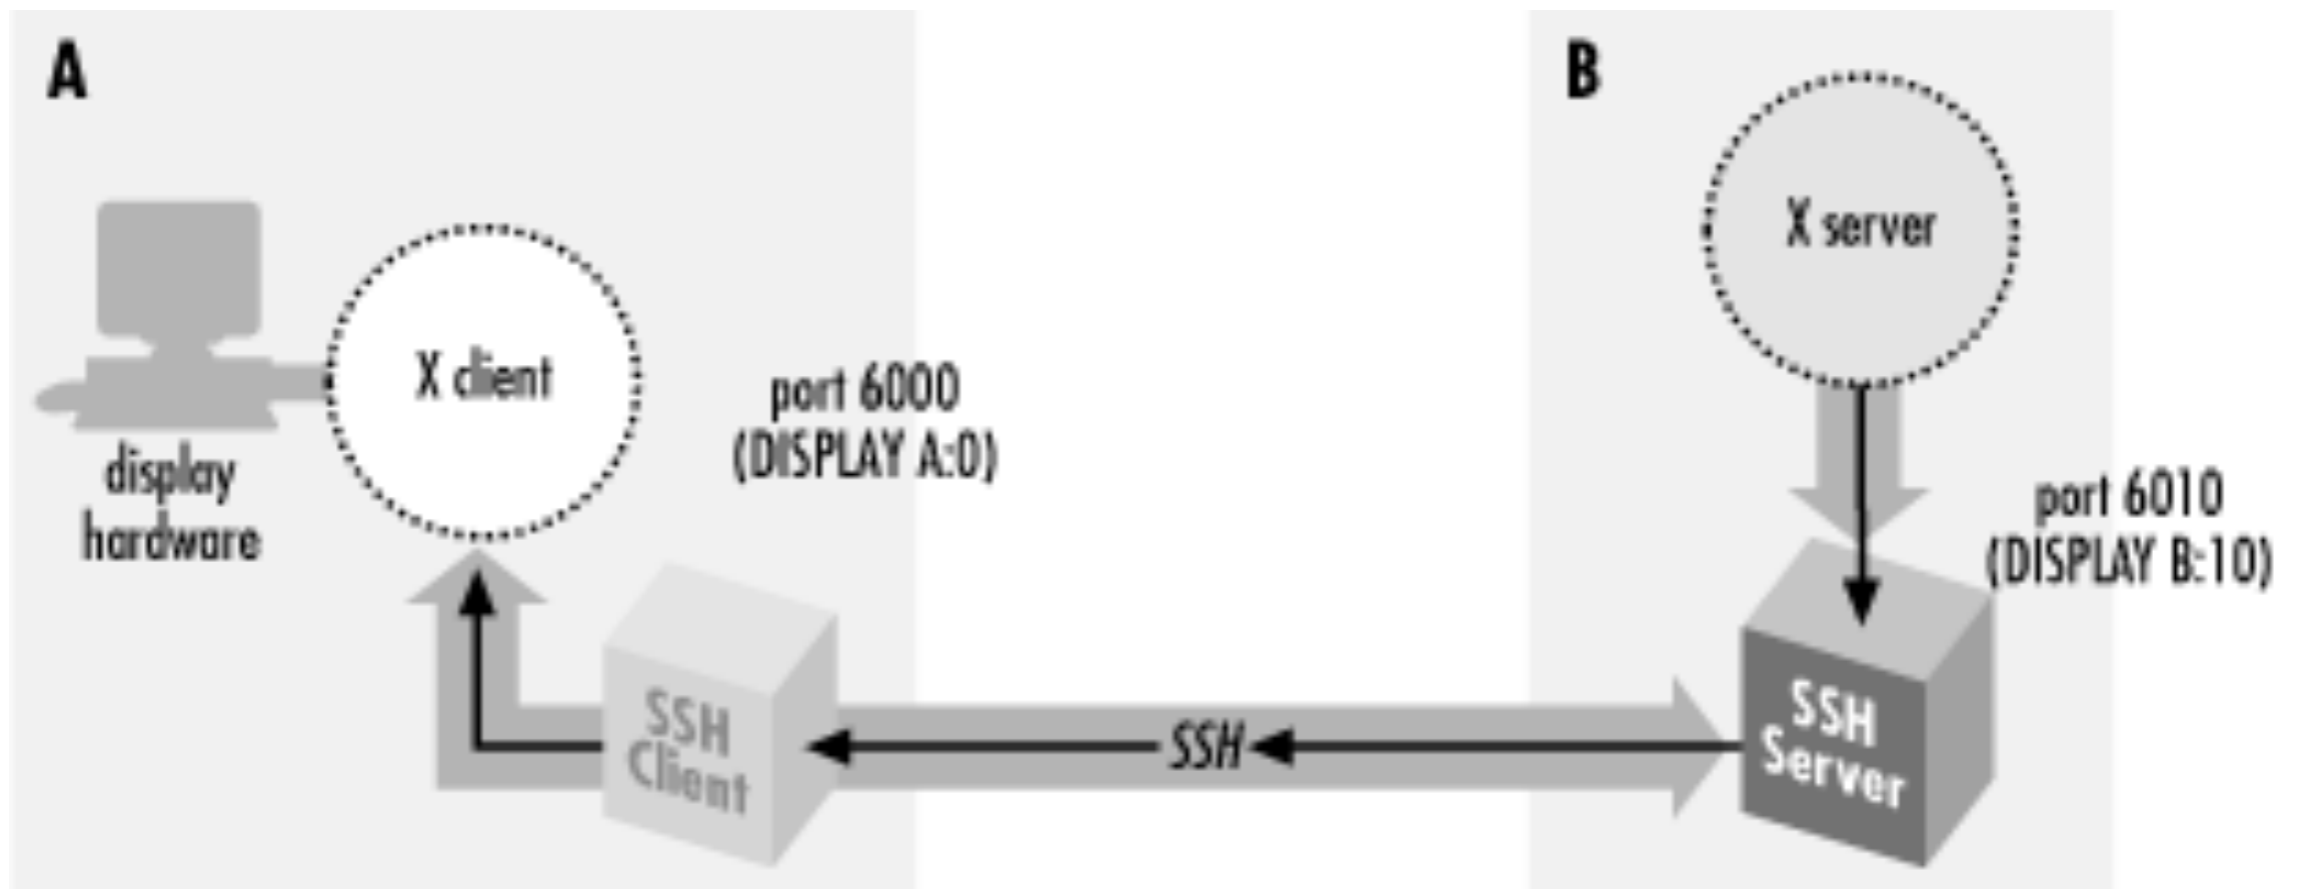 A
display
hardware
X client
port 6000
(DISPLAY A:0)
SSH
Client
SSH
B
X server
port 6010
(DISPLAY B:10)
SSH
Server